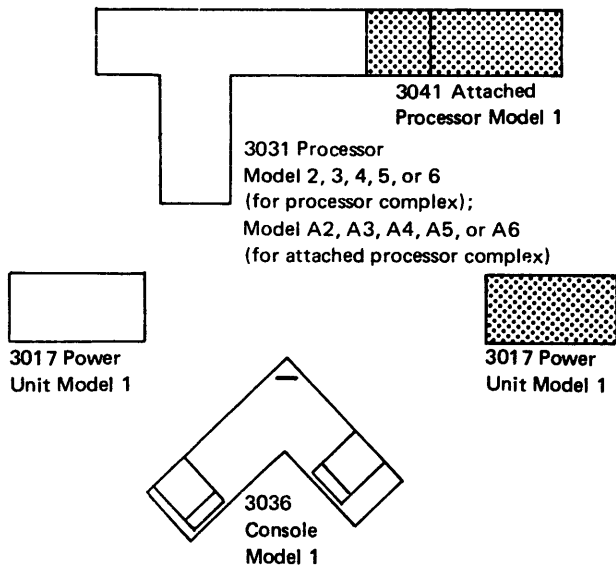 3041 Attached
Processor Model 1
3031 Processor
Model 2, 3, 4, 5, or 6
(for processor complex);
Model A2, A3, A4, A5, or A6
(for attached processor complex)
3017 Power
Unit Model 1
3017 Power
Unit Model 1
3036
Console
Model 1